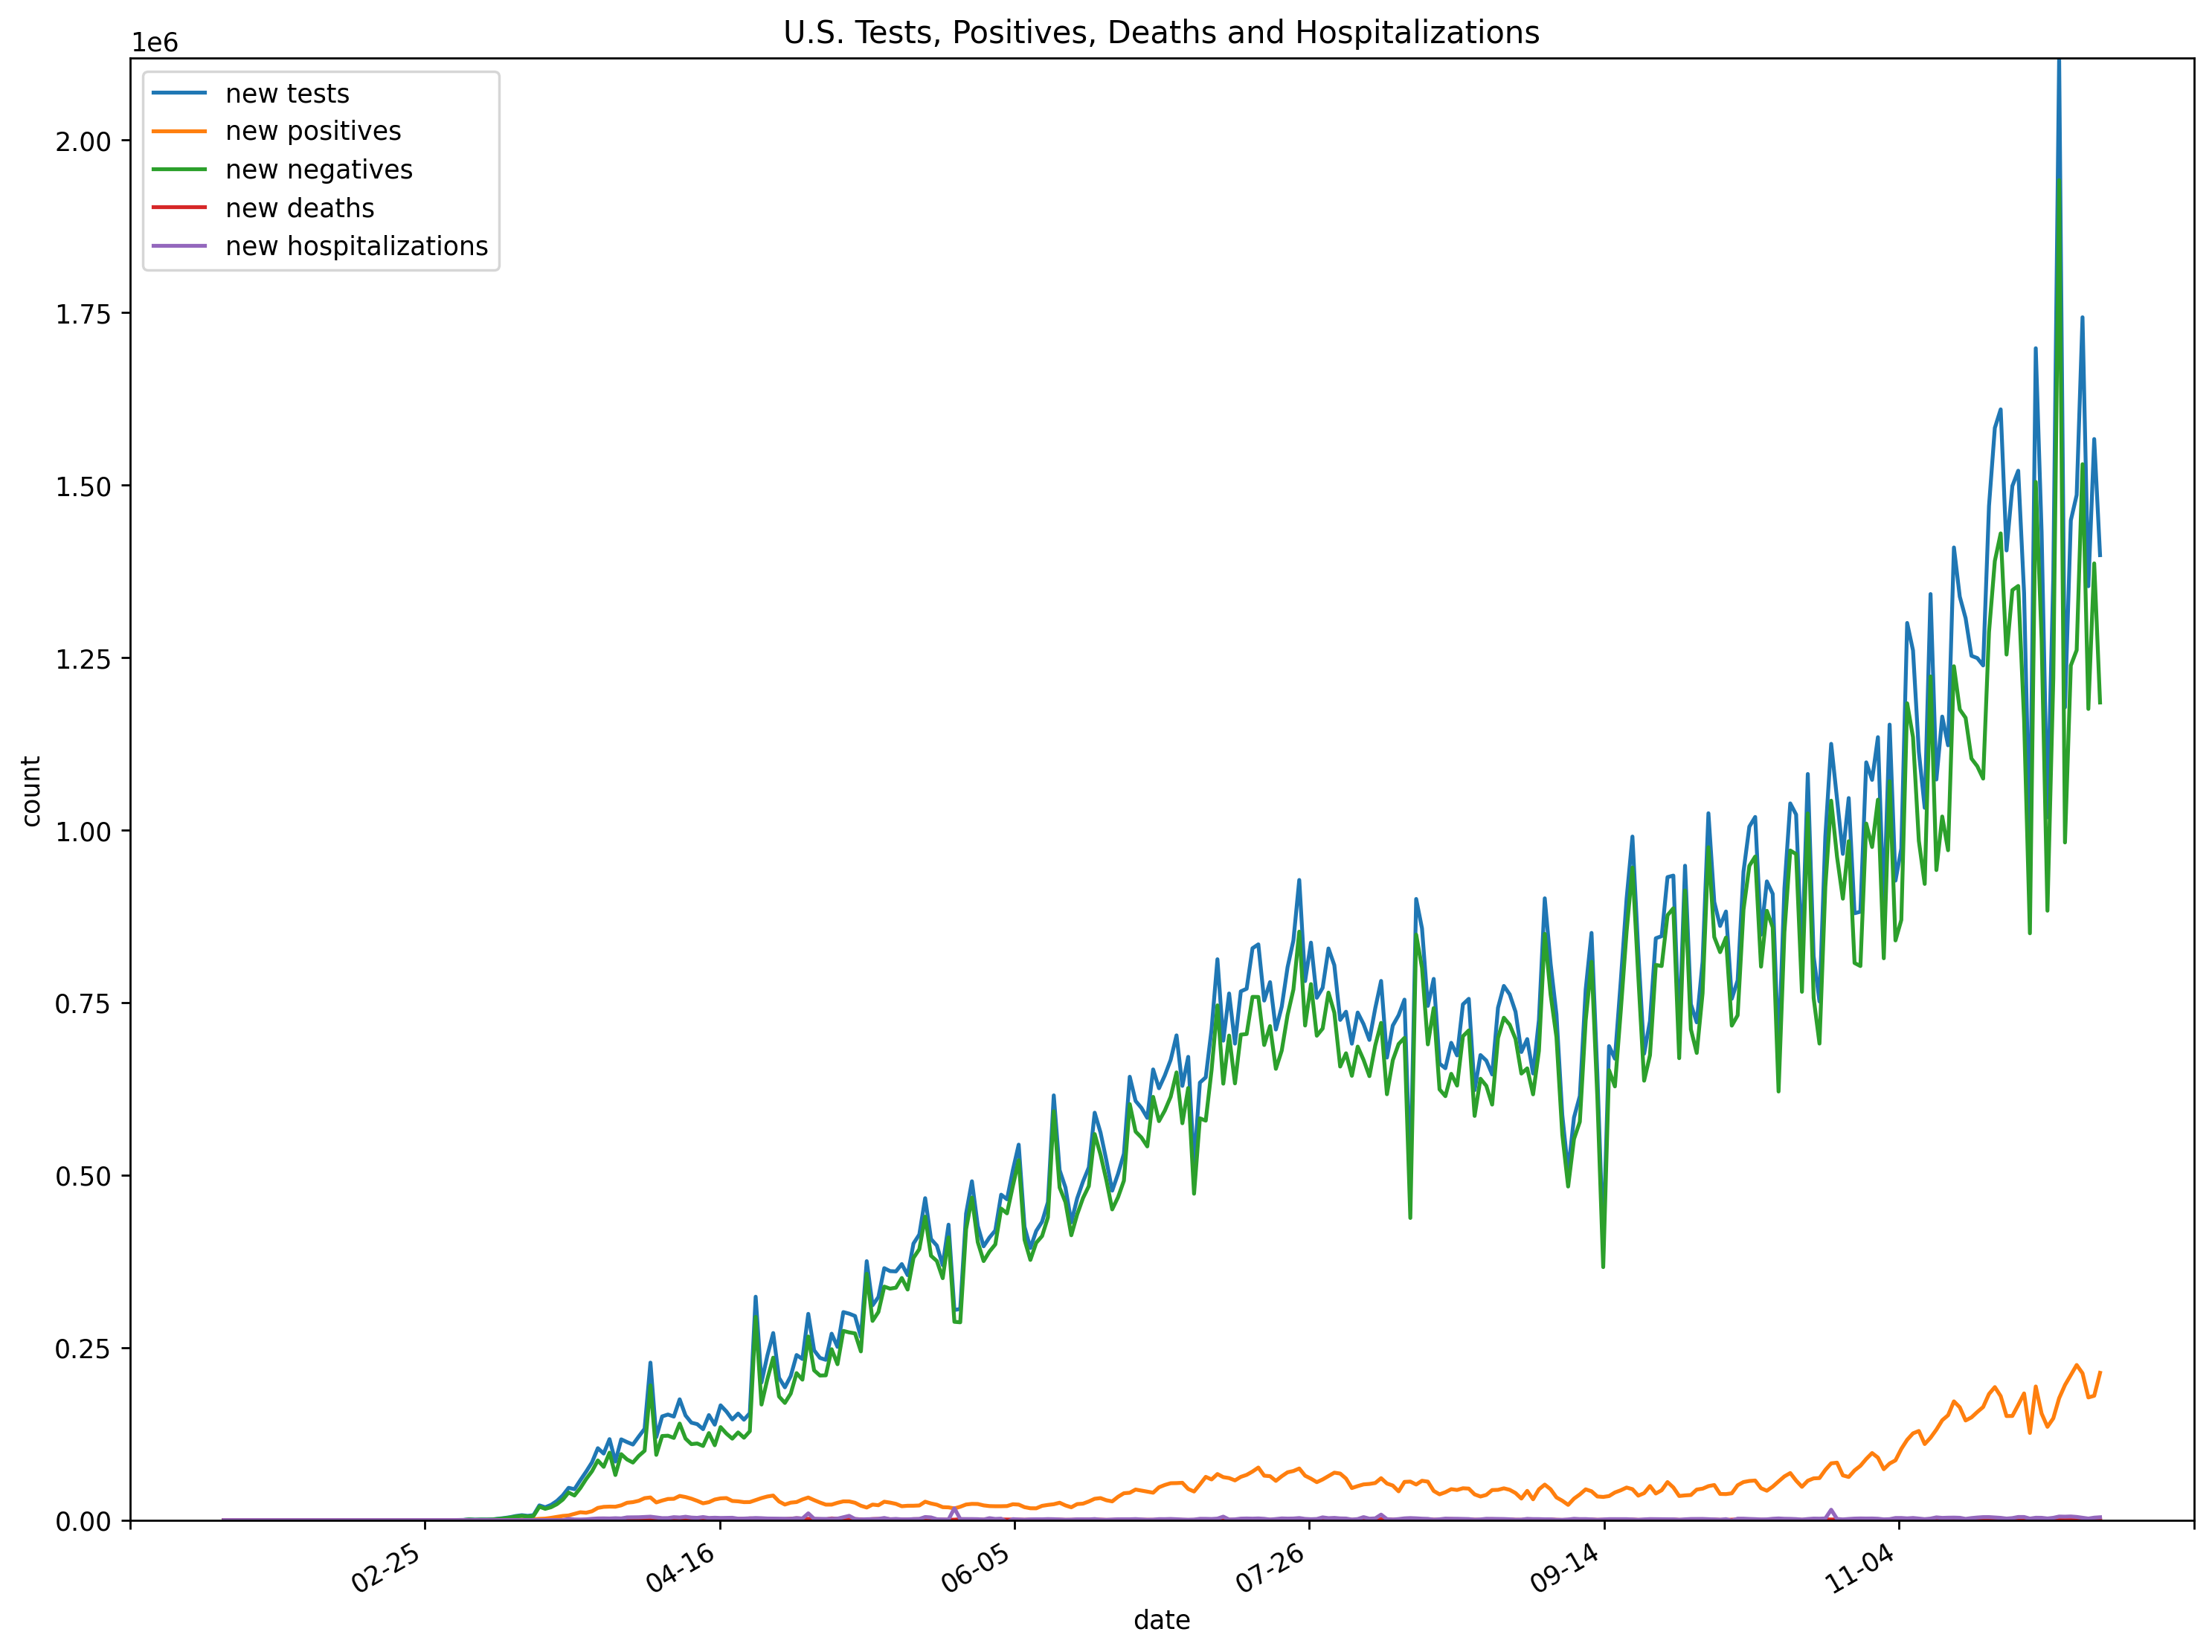 U.S. Tests, Positives, Deaths and Hospitalizations
1e6
new tests
new positives
new negatives
new deaths
new hospitalizations
2.00
1.75
1.50
1.25
1.00
0.75
0.50
0.25
0.00
count
02-25
04-16
06-05
07-26
09-14
11-04
date